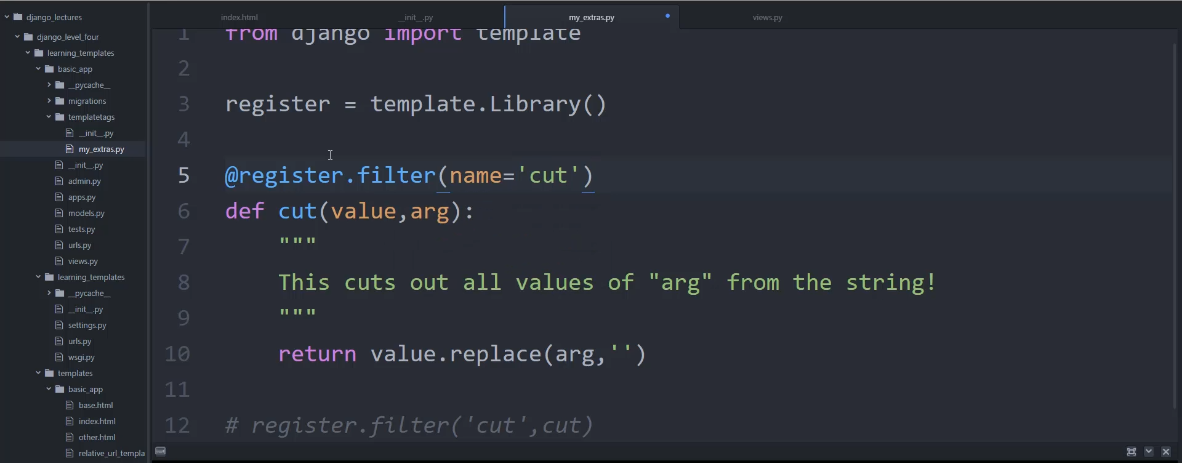 index.html
__init__.py
my_extras.py
views.py
django_lectures
django_level_four
learning_templates
basic_app
__pycache__
migrations
templatetags
__init__.py
my_extras.py
__init__.py
admin.py
apps.py
models.py
tests.py
urls.py
views.py
learning_templates
__pycache__
__init__.py
settings.py
urls.py
wsgi.py
templates
basic_app
base.html
index.html
other.html
relative_url_templa
1 from django import template
2
3 register = template.Library()
4
5 @register.filter(name='cut')
6 def cut(value,arg):
7 """
8 This cuts out all values of "arg" from the string!
9 """
10 return value.replace(arg,'')
11
12 # register.filter('cut',cut)